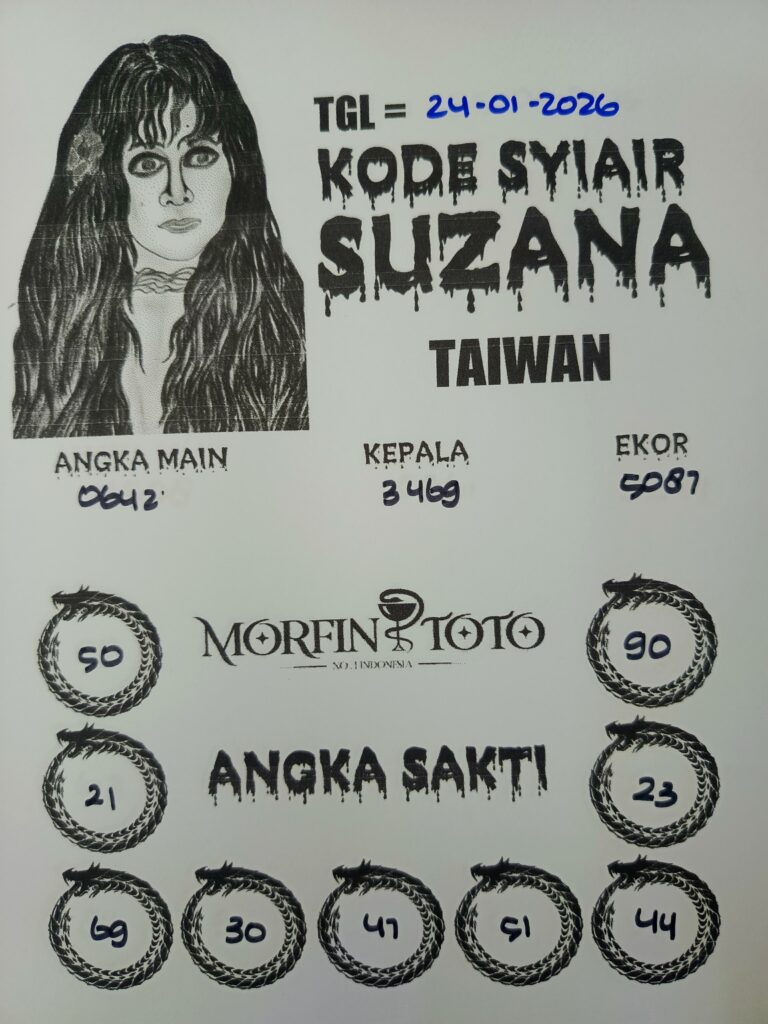 TGL = 24-01-2026
KODE SYIAIR
SUZANA
TAIWAN
ANGKA MAIN KEPALA EKOR
0642 3469 5087
MORFIN TOTO
NO.1 INDONESIA
50 90
ANGKA SAKTI
21 23
69 30 47 51 44